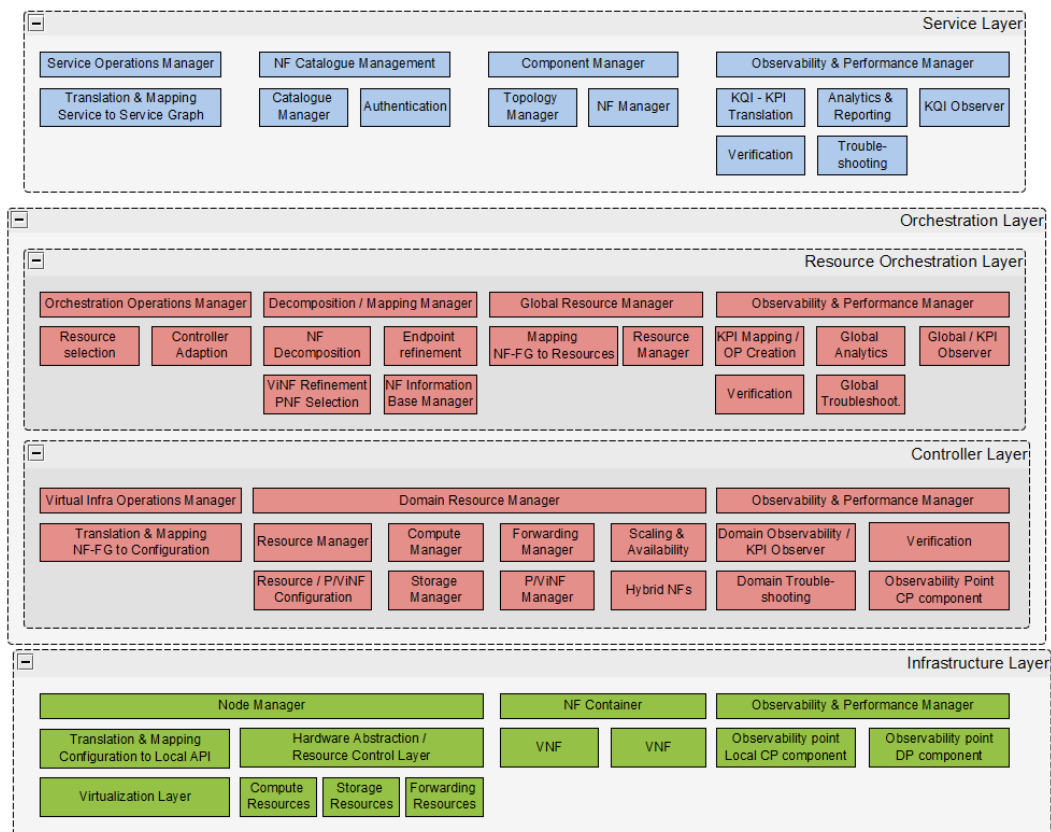 Service Layer
Service Operations Manager
NF Catalogue Management
Component Manager
Observability & Performance Manager
Translation & Mapping
Service to Service Graph
Catalogue
Manager
Authentication
Topology
Manager
NF Manager
KQI - KPI
Translation
Analytics &
Reporting
KQI Observer
Verification
Trouble-
shooting
Orchestration Layer
Resource Orchestration Layer
Orchestration Operations Manager
Decomposition / Mapping Manager
Global Resource Manager
Observability & Performance Manager
Resource
selection
Controller
Adaption
NF
Decomposition
Endpoint
refinement
Mapping
NF-FG to Resources
Resource
Manager
KPI Mapping /
OP Creation
Global
Analytics
Global / KPI
Observer
ViNF Refinement
PNF Selection
NF Information
Base Manager
Verification
Global
Troubleshoot.
Controller Layer
Virtual Infra Operations Manager
Domain Resource Manager
Observability & Performance Manager
Translation & Mapping
NF-FG to Configuration
Resource Manager
Compute
Manager
Forwarding
Manager
Scaling &
Availability
Domain Observability /
KPI Observer
Verification
Resource / P/ViNF
Configuration
Storage
Manager
P/ViNF
Manager
Hybrid NFs
Domain Trouble-
shooting
Observability Point
CP component
Infrastructure Layer
Node Manager
NF Container
Observability & Performance Manager
Translation & Mapping
Configuration to Local API
Hardware Abstraction /
Resource Control Layer
VNF
VNF
Observability point
Local CP component
Observability point
DP component
Virtualization Layer
Compute
Resources
Storage
Resources
Forwarding
Resources